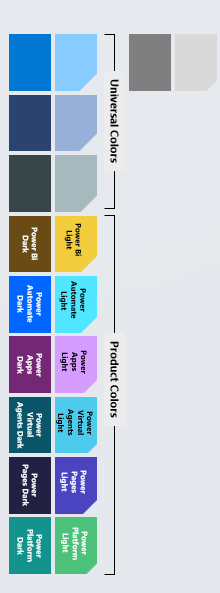 Universal Colors
Power Bi
Dark
Power Bi
Light
Power
Automate
Dark
Power
Automate
Light
Power
Apps
Dark
Power
Apps
Light
Power
Virtual
Agents Dark
Power
Virtual
Agents
Light
Power
Pages Dark
Power
Pages
Light
Power
Platform
Dark
Power
Platform
Light
Product Colors